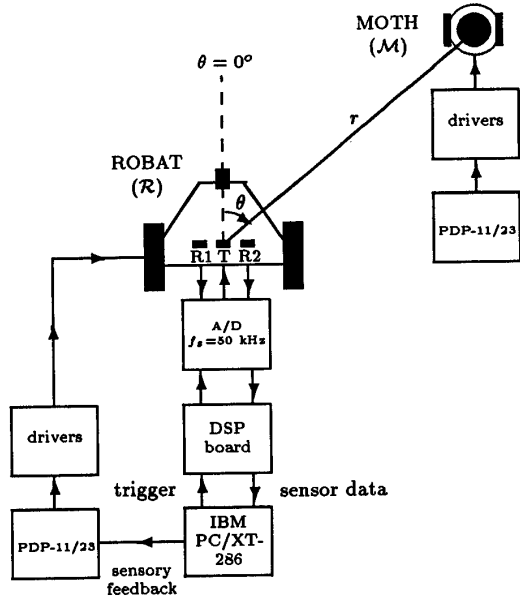 MOTH
(M)
θ = 0°
r
drivers
ROBAT
(R)
θ
PDP-11/23
R1 T R2
A/D
f_s=50 kHz
drivers
DSP
board
trigger
sensor data
PDP-11/23
IBM
PC/XT-
286
sensory
feedback